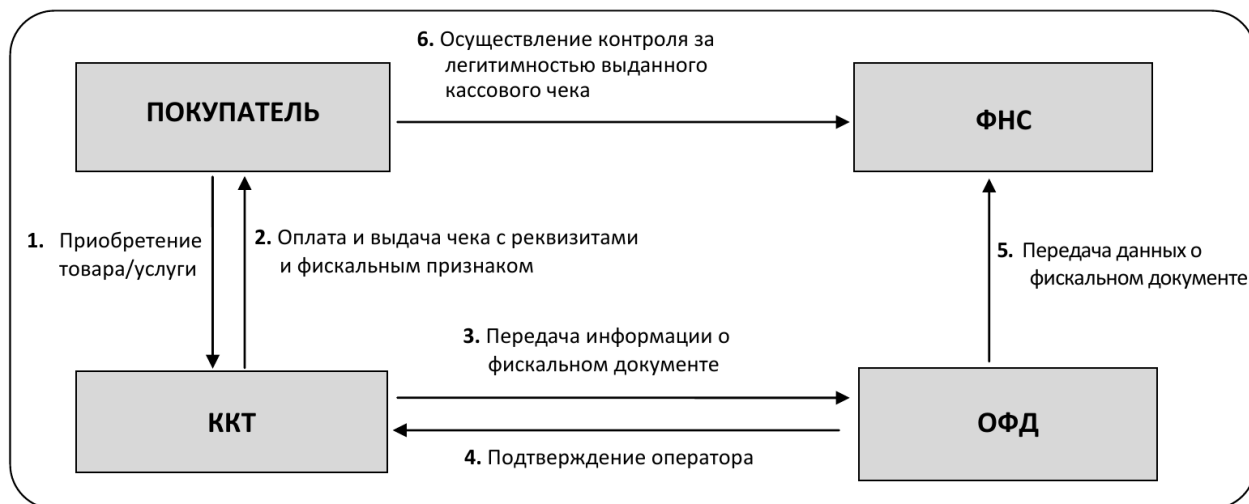 6. Осуществление контроля за
легитимностью выданного
кассового чека
ПОКУПАТЕЛЬ
ФНС
1. Приобретение
товара/услуги
2. Оплата и выдача чека с реквизитами
и фискальным признаком
5. Передача данных о
фискальном документе
3. Передача информации о
фискальном документе
ККТ
ОФД
4. Подтверждение оператора